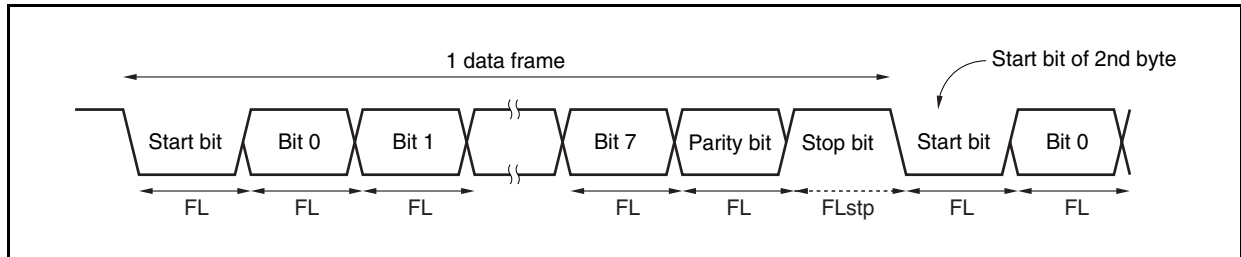 1 data frame
Start bit of 2nd byte
Start bit Bit 0 Bit 1 Bit 7 Parity bit Stop bit Start bit Bit 0
FL FL FL FL FL FLstp FL FL